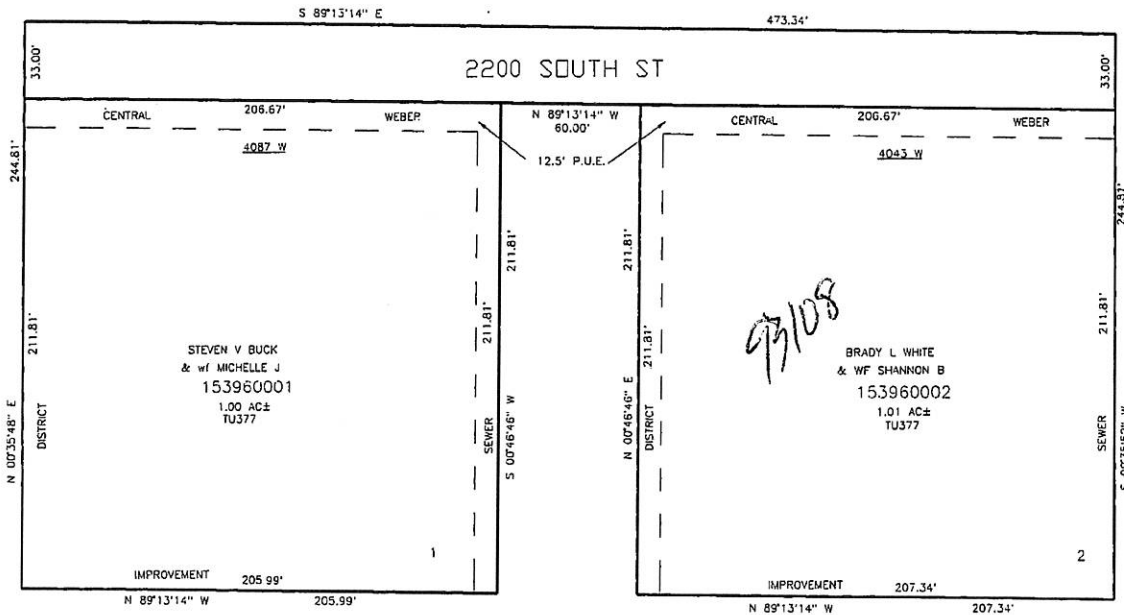 S 89°13'14" E
473.34'
33.00'
2200 SOUTH ST
33.00'
CENTRAL 206.67' WEBER
N 89°13'14" W
60.00'
CENTRAL 206.67' WEBER
4087 W
12.5' P.U.E.
4043 W
244.81'
211.81'
N 00°35'48" E
DISTRICT
STEVEN V BUCK
& wf MICHELLE J
153960001
1.00 AC±
TU377
211.81'
SEWER
211.81'
S 00°46'46" W
211.81'
N 00°46'46" E
211.81'
DISTRICT
93108
BRADY L WHITE
& WF SHANNON B
153960002
1.01 AC±
TU377
211.81'
SEWER
244.81'
1
2
IMPROVEMENT 205.99'
N 89°13'14" W 205.99'
IMPROVEMENT 207.34'
N 89°13'14" W 207.34'